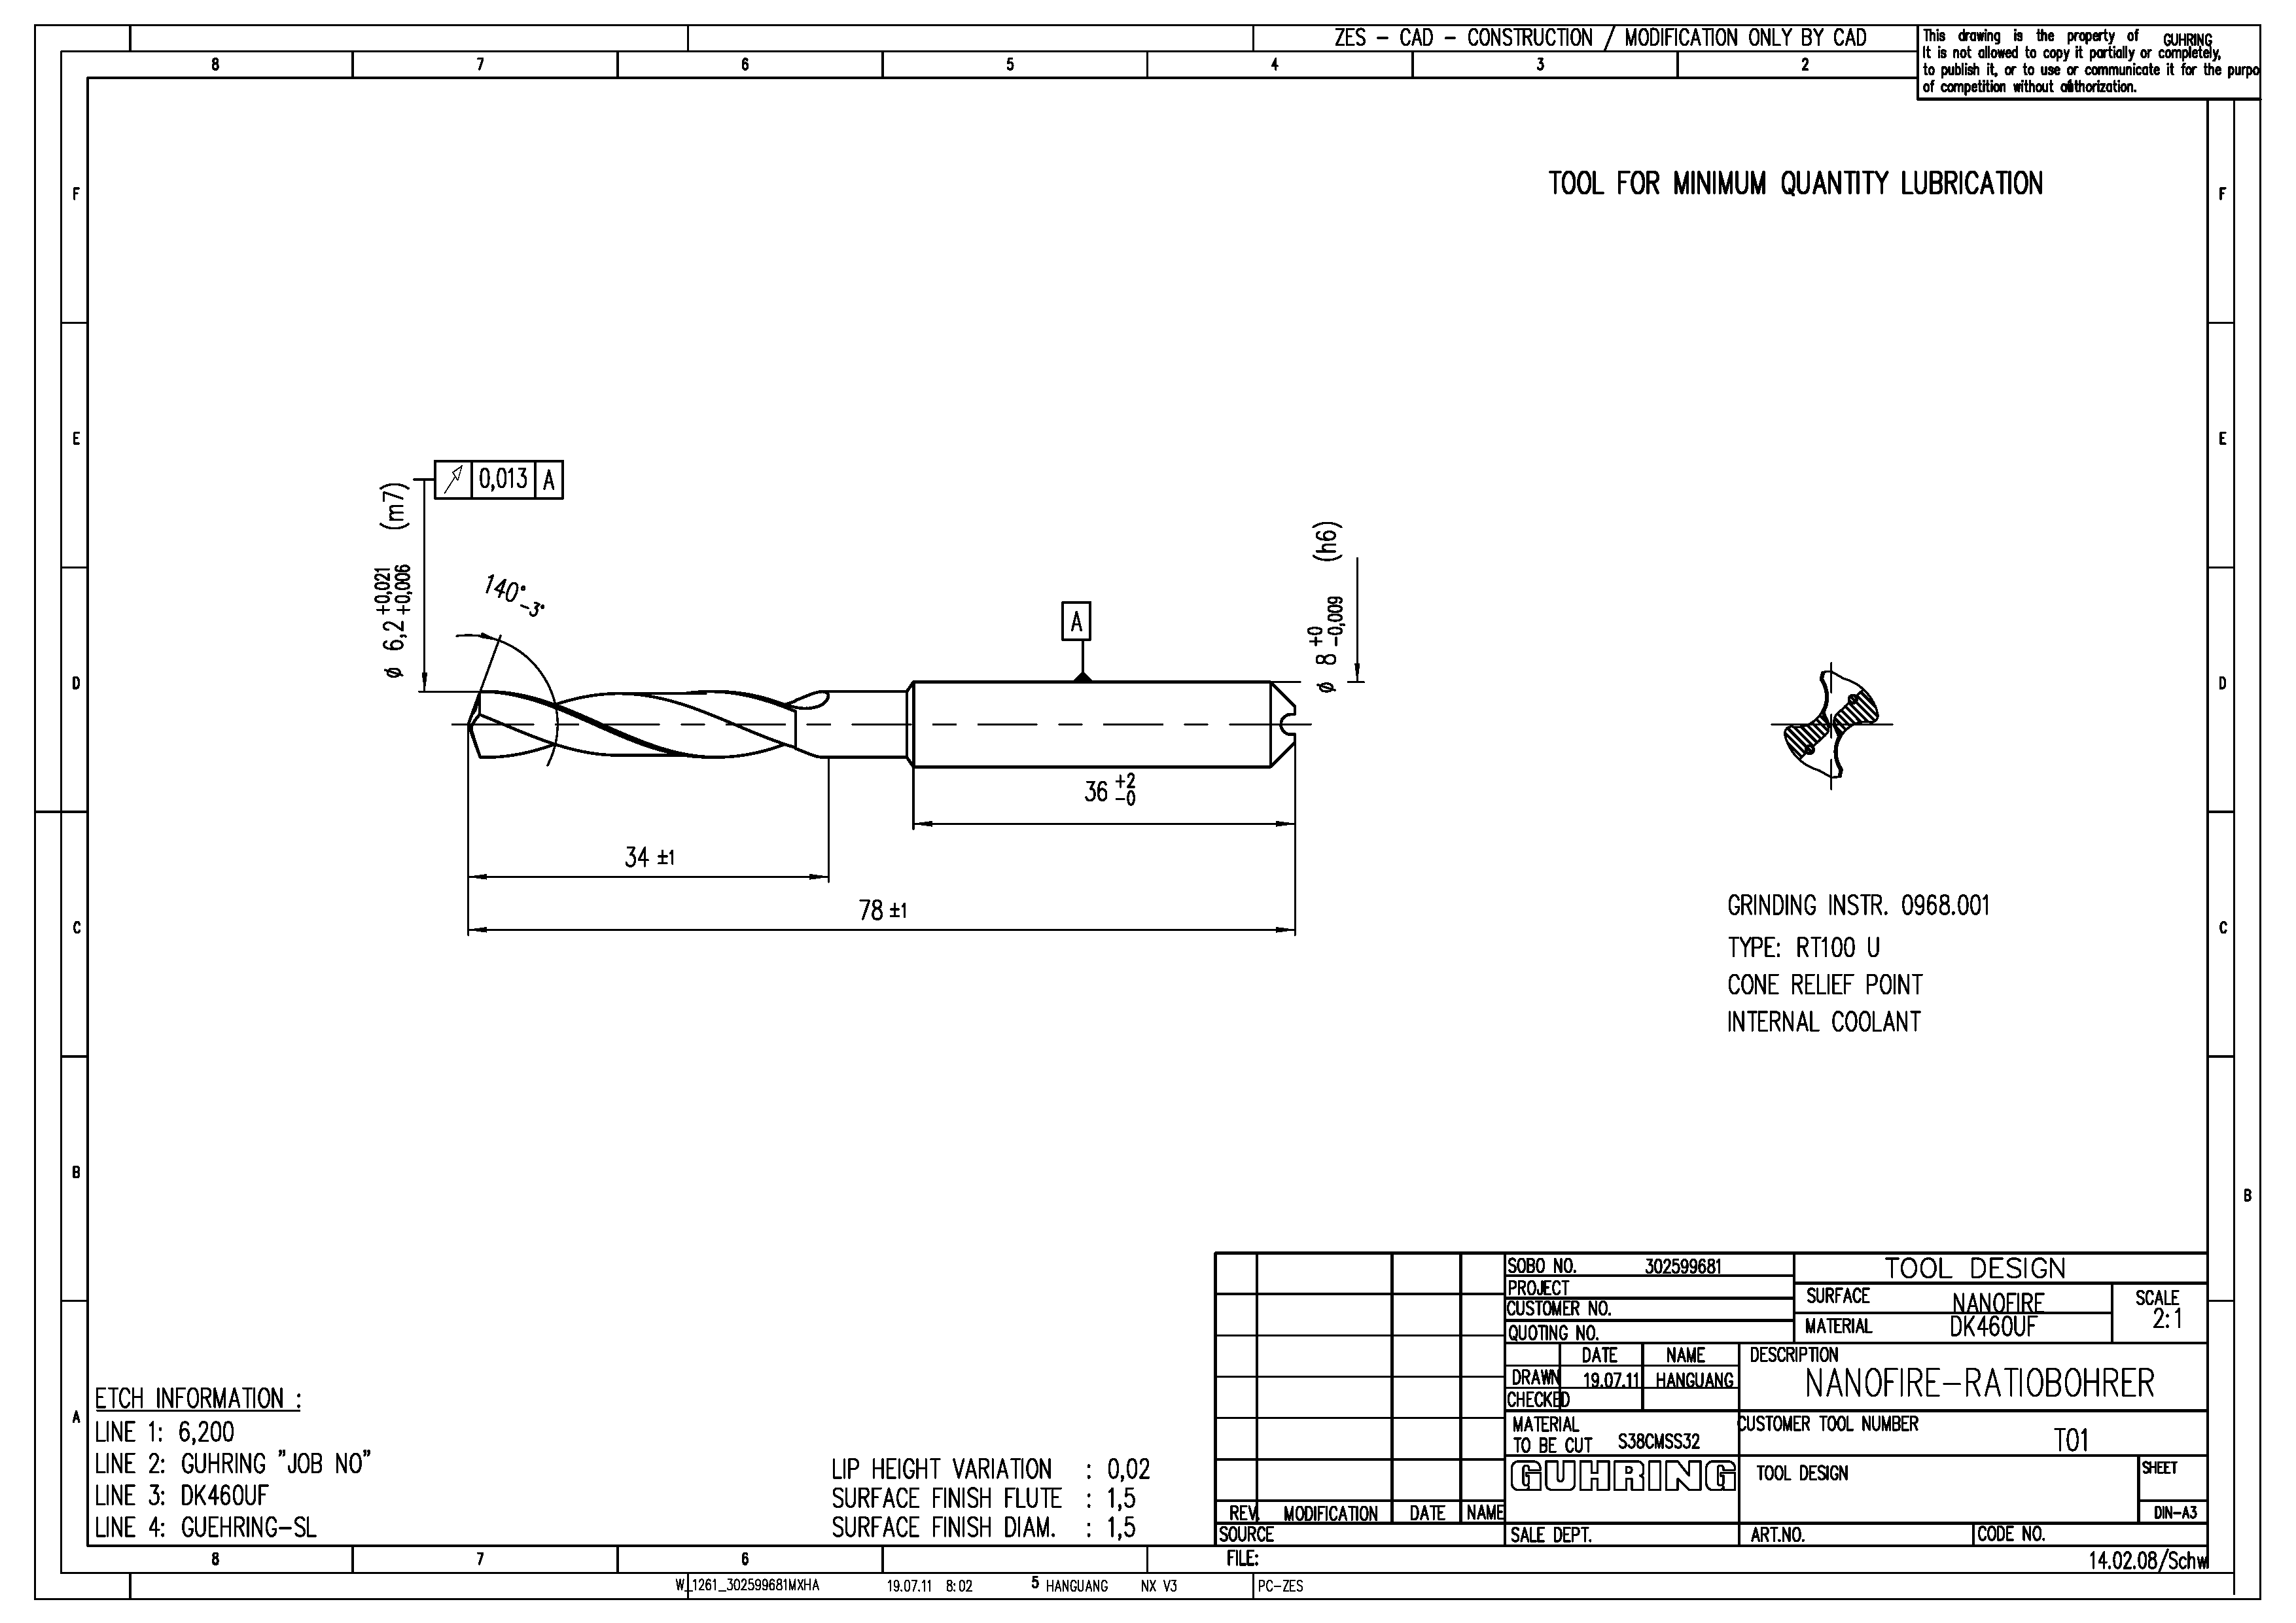 ZES - CAD - CONSTRUCTION / MODIFICATION ONLY BY CAD
This drawing is the property of GUHRING
It is not allowed to copy it partially or completely,
to publish it, or to use or communicate it for the purpo
of competition without authorization.
8 7 6 5 4 3 2
TOOL FOR MINIMUM QUANTITY LUBRICATION
F F
E E
0,013 A
(m7)
ø 6,2 +0,021 +0,006
140° -3°
(h6)
ø 8 +0 -0,009
A
D D
36 +2 -0
34 ±1
78 ±1
C C
GRINDING INSTR. 0968.001
TYPE: RT100 U
CONE RELIEF POINT
INTERNAL COOLANT
B B
B
A
ETCH INFORMATION :
LINE 1: 6,200
LINE 2: GUHRING "JOB NO"
LINE 3: DK460UF
LINE 4: GUEHRING-SL
LIP HEIGHT VARIATION : 0,02
SURFACE FINISH FLUTE : 1,5
SURFACE FINISH DIAM. : 1,5
SOBO NO. 302599681
PROJECT
CUSTOMER NO.
QUOTING NO.
TOOL DESIGN
SURFACE NANOFIRE
MATERIAL DK460UF
SCALE
2:1
DATE NAME
DRAWN 19.07.11 HANGUANG
CHECKED
DESCRIPTION
NANOFIRE-RATIOBOHRER
MATERIAL
TO BE CUT S38CMSS32
CUSTOMER TOOL NUMBER
T01
GUHRING
TOOL DESIGN
SHEET
DIN-A3
REV. MODIFICATION DATE NAME
SOURCE
SALE DEPT.
ART.NO.
CODE NO.
8 7 6
FILE:
14.02.08/Schw
W_1261_302599681MXHA 19.07.11 8:02 5 HANGUANG NX V3 PC-ZES